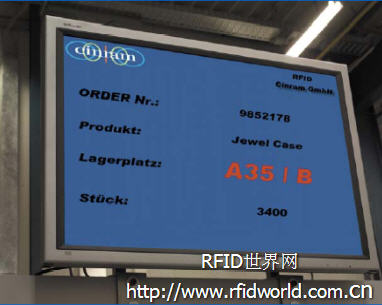 cinram
RFID
Cinram GmbH.
ORDER Nr.: 9852178
Produkt: Jewel Case
Lagerplatz: A35 / B
Stück: 3400
RFID世界网
http://www.rfidworld.com.cn